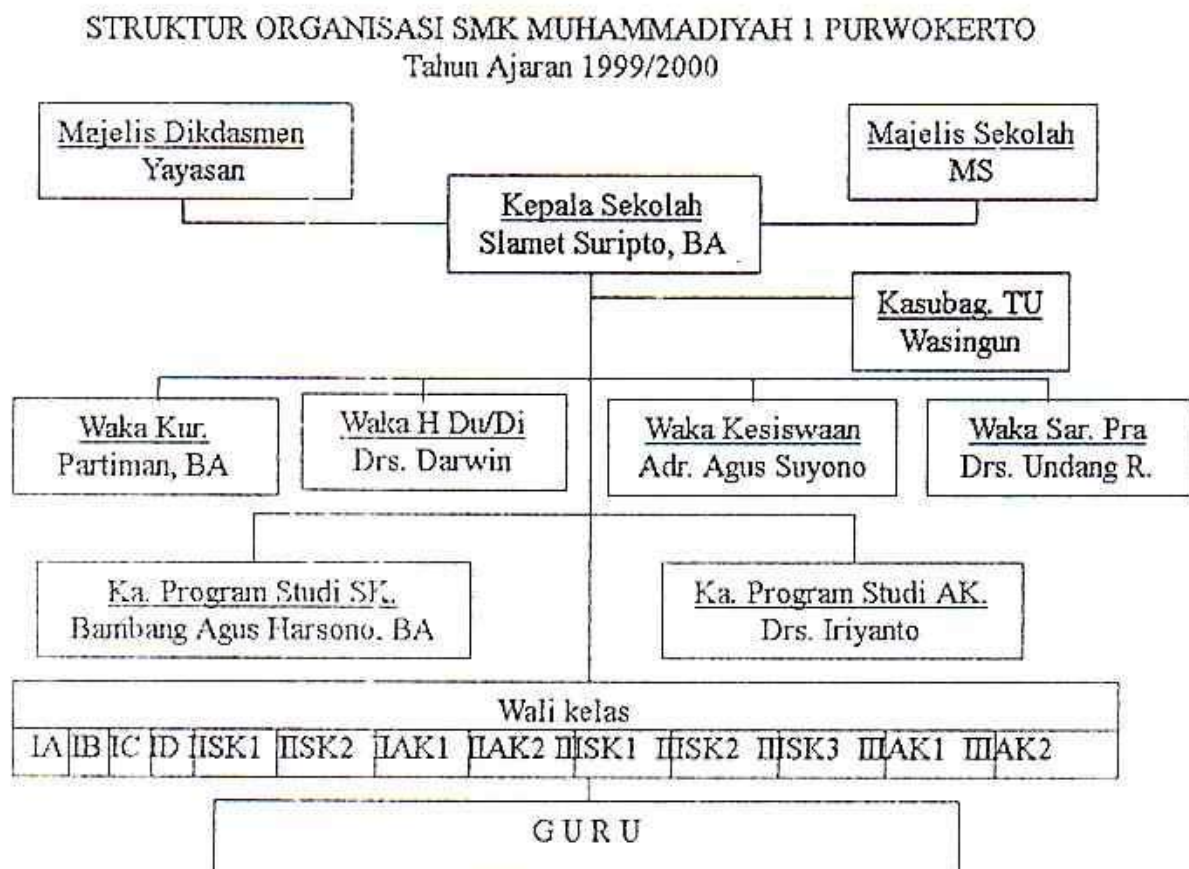 STRUKTUR ORGANISASI SMK MUHAMMADIYAH 1 PURWOKERTO
Tahun Ajaran 1999/2000
Majelis Dikdasmen
Yayasan
Majelis Sekolah
MS
Kepala Sekolah
Slamet Suripto, BA
Kasubag. TU
Wasingun
Waka Kur.
Partiman, BA
Waka H Du/Di
Drs. Darwin
Waka Kesiswaan
Adr. Agus Suyono
Waka Sar. Pra
Drs. Undang R.
Ka. Program Studi SK.
Bambang Agus Harsono, BA
Ka. Program Studi AK.
Drs. Iriyanto
Wali kelas
IA IB IC ID IISK1 IISK2 IIAK1 IIAK2 IIISK1 IIISK2 IIISK3 IIIAK1 IIIAK2
G U R U